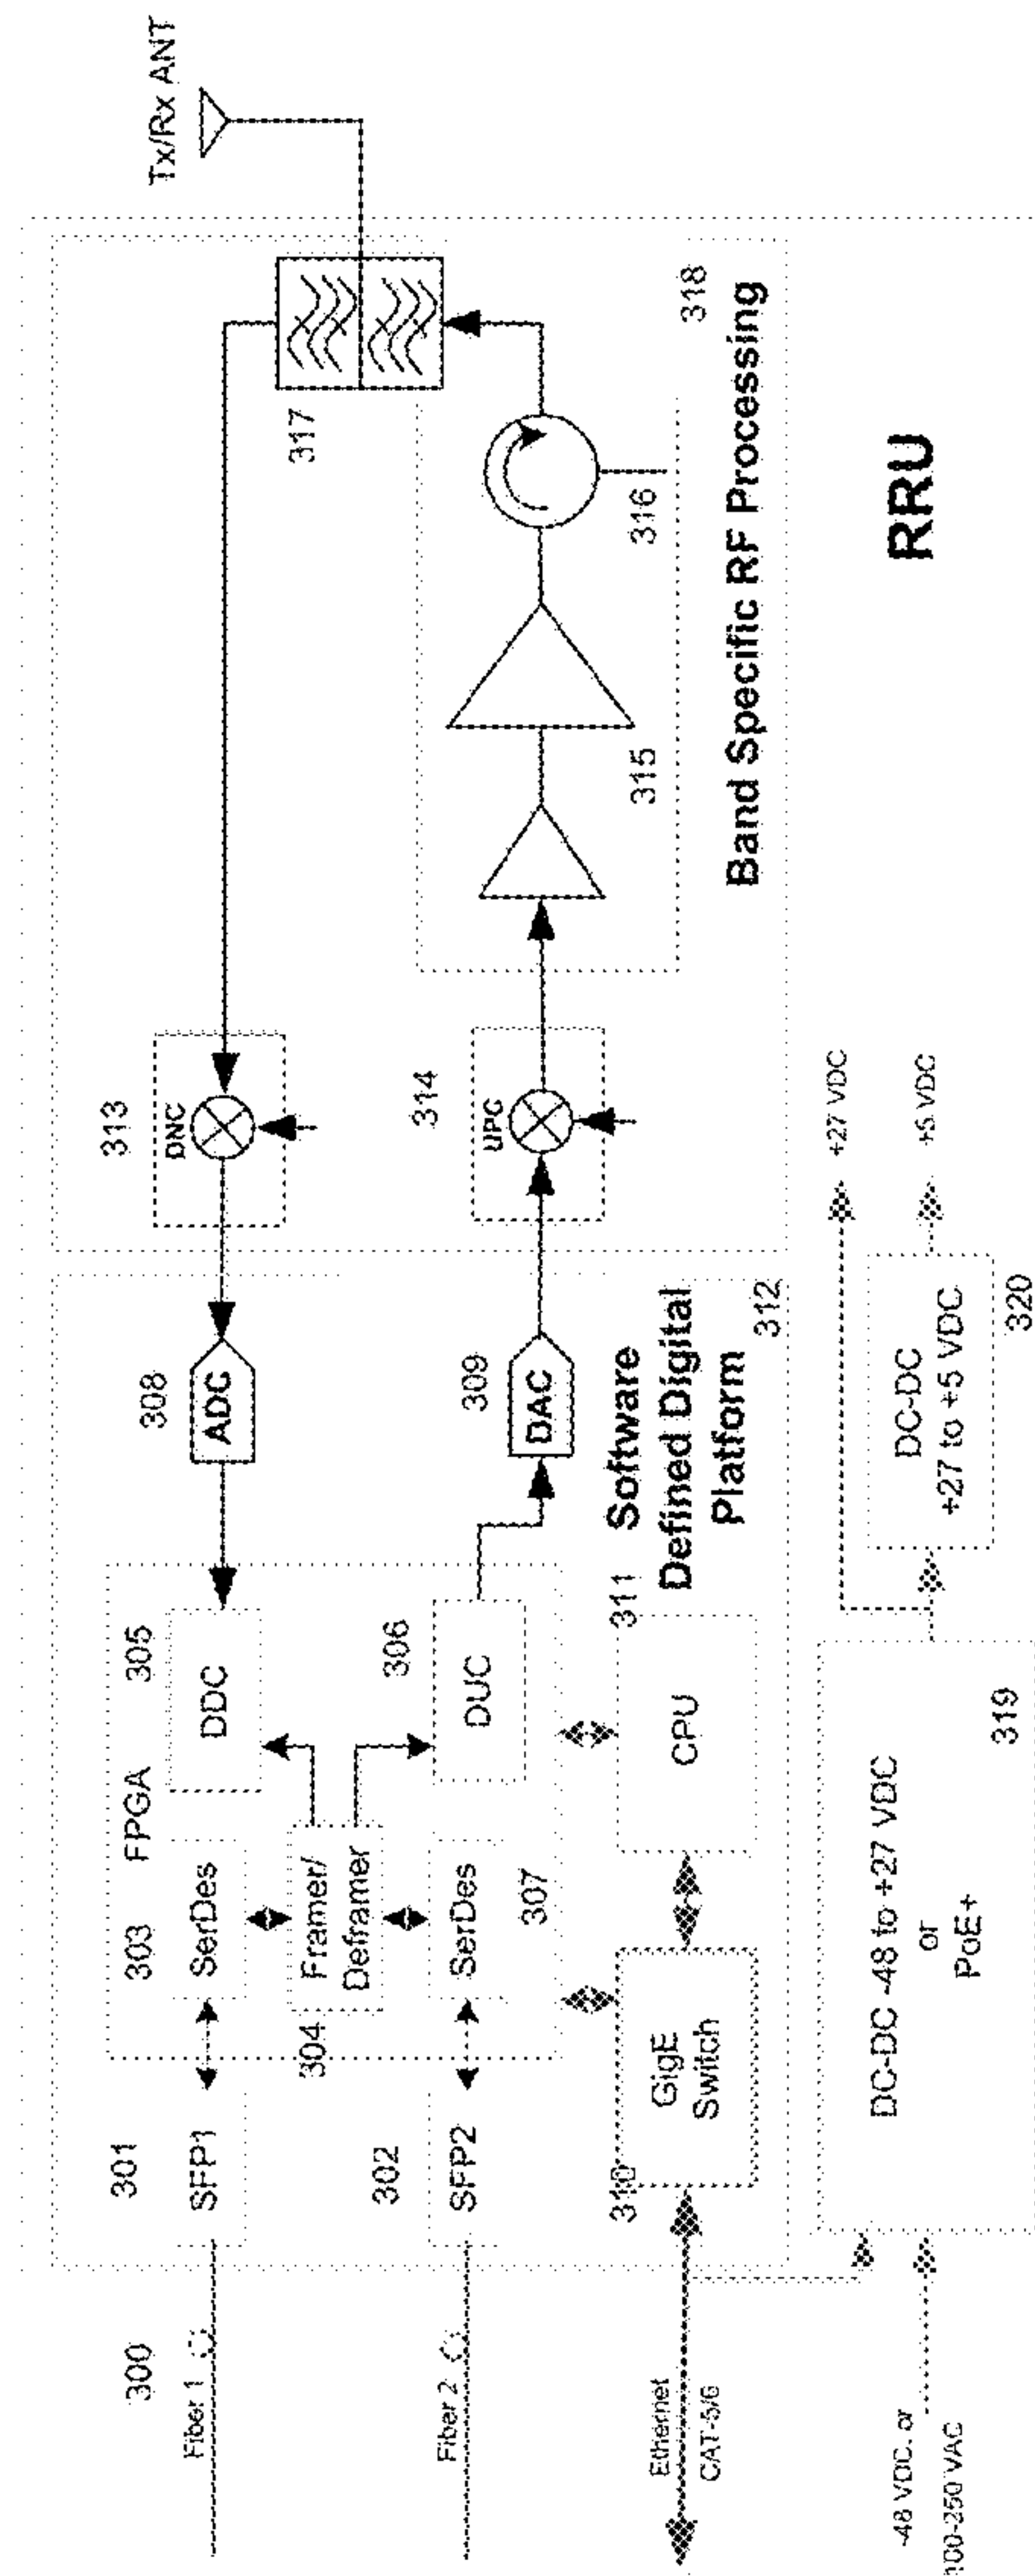 300
Fiber 1
Fiber 2
Ethernet
CAT-5/6
-48 VDC or
100-250 VAC
301
SFP1
302
SFP2
310
GigE
Switch
303
FPGA
305
SerDes
DDC
304
Framer/
Deframer
306
DUC
SerDes
307
311
CPU
308
ADC
309
DAC
Software
Defined Digital
Platform
312
313
DNC
314
UPC
315
316
317
318
Band Specific RF Processing
Tx/Rx ANT
RRU
DC-DC -48 to +27 VDC
or
PoE+
319
DC-DC
+27 to +5 VDC
320
+27 VDC
+5 VDC